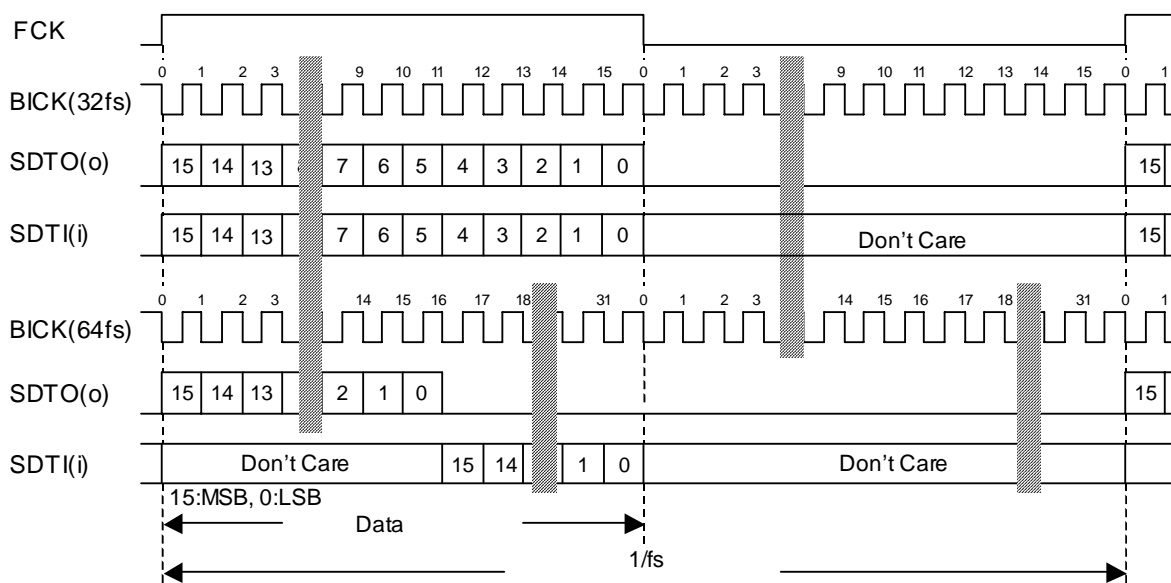 FCK
0 1 2 3 9 10 11 12 13 14 15 0 1 2 3 9 10 11 12 13 14 15 0 1
BICK(32fs)
SDTO(o) 15 14 13 7 6 5 4 3 2 1 0 15
SDTI(i) 15 14 13 7 6 5 4 3 2 1 0 Don't Care 15
0 1 2 3 14 15 16 17 18 31 0 1 2 3 14 15 16 17 18 31 0 1
BICK(64fs)
SDTO(o) 15 14 13 2 1 0 15
SDTI(i) Don't Care 15 14 1 0 Don't Care
15:MSB, 0:LSB
Data
1/fs